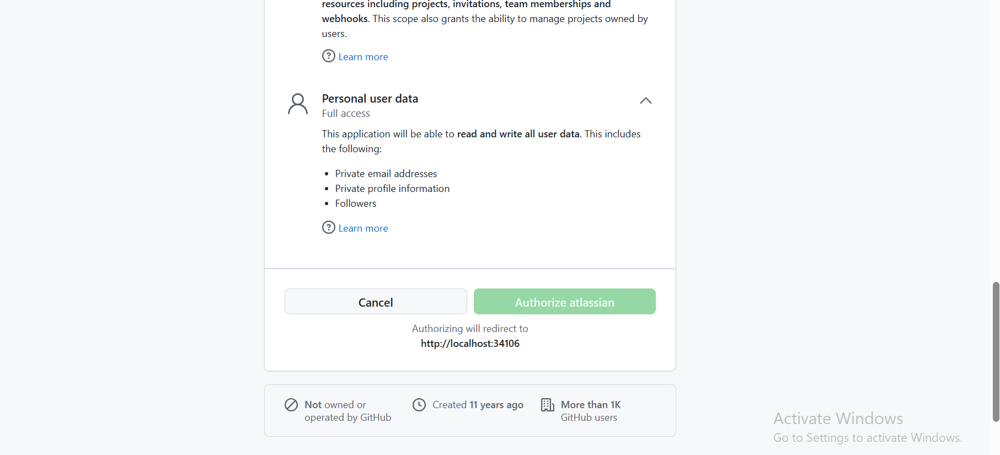 resources including projects, invitations, team memberships and
webhooks. This scope also grants the ability to manage projects owned by
users.
Learn more
Personal user data
Full access
This application will be able to read and write all user data. This includes
the following:
• Private email addresses
• Private profile information
• Followers
Learn more
Cancel
Authorize atlassian
Authorizing will redirect to
http://localhost:34106
Not owned or
operated by GitHub
Created 11 years ago
More than 1K
GitHub users
Activate Windows
Go to Settings to activate Windows.